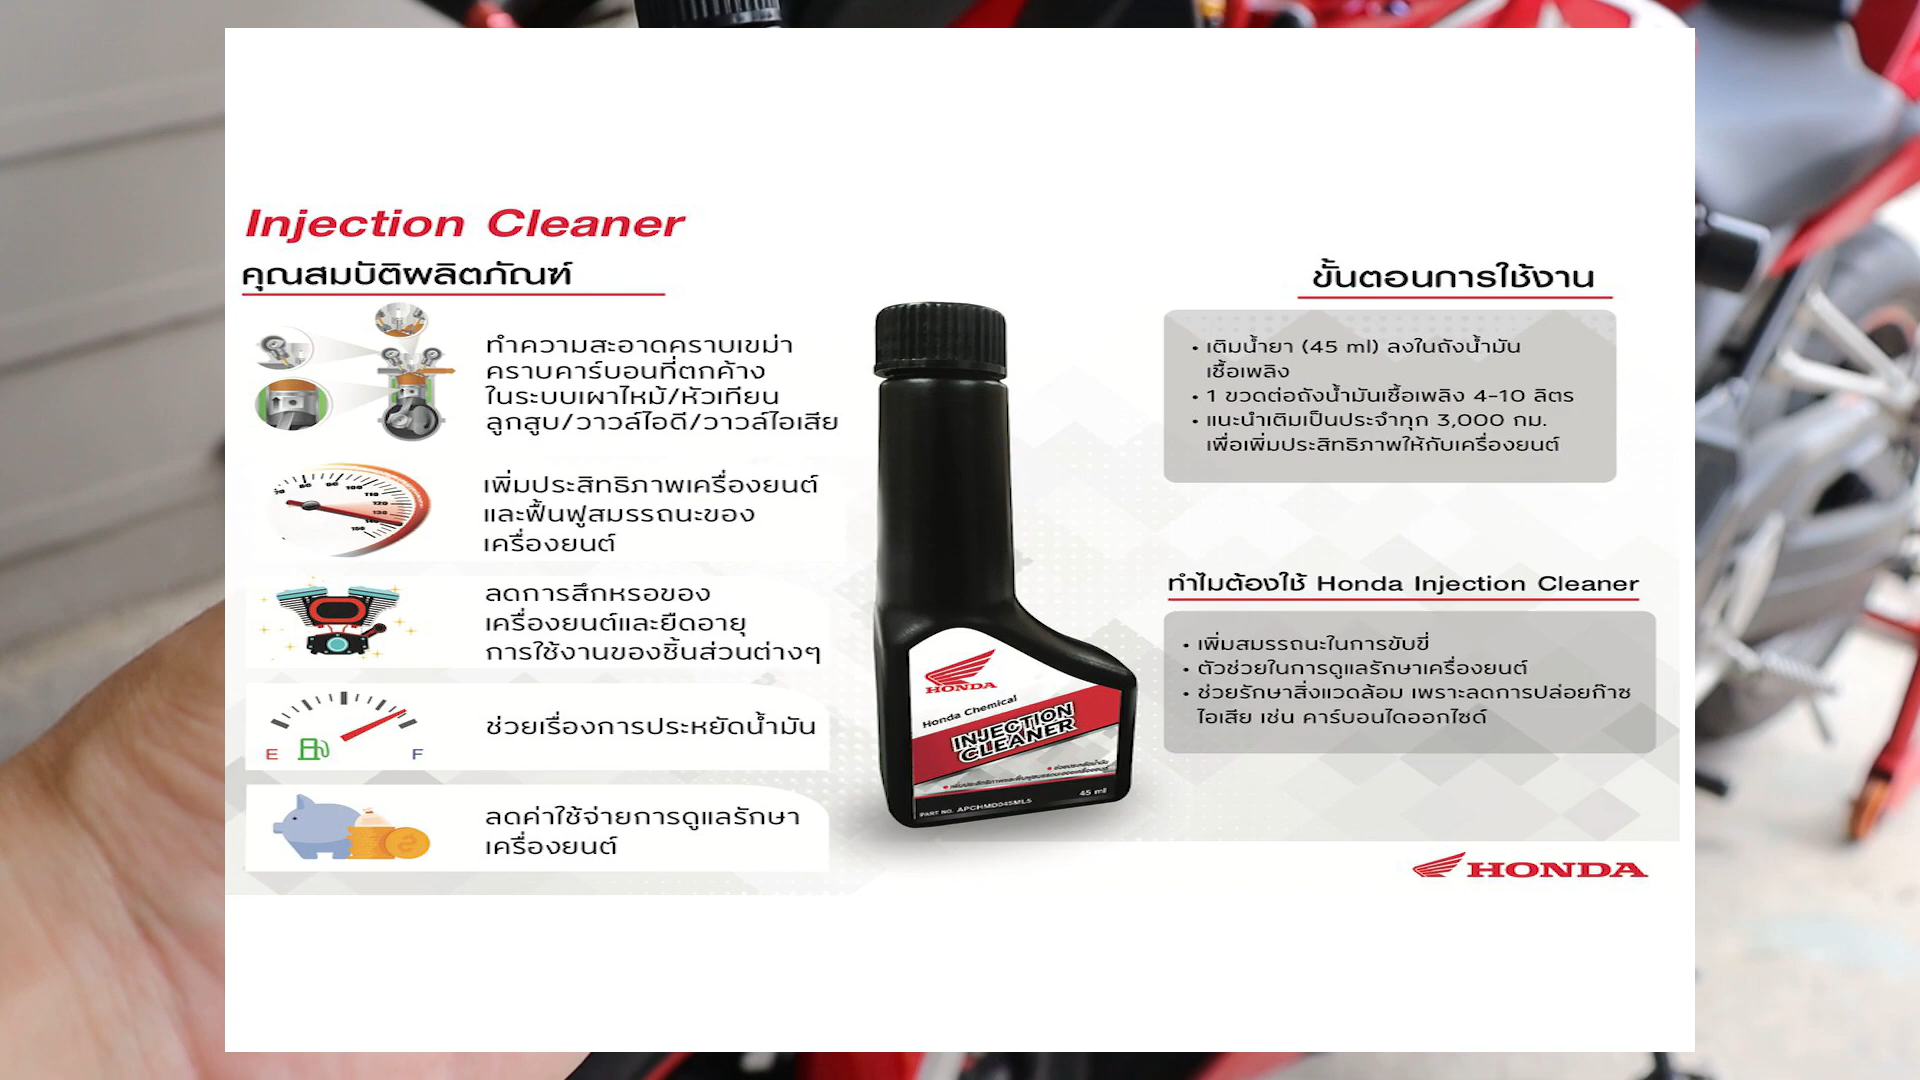 Injection Cleaner
คุณสมบัติผลิตภัณฑ์
ทำความสะอาดคราบเขม่า
คราบคาร์บอนที่ตกค้าง
ในระบบเผาไหม้/หัวเทียน
ลูกสูบ/วาวล์ไอดี/วาวล์ไอเสีย
70 80 90 100 110 120 130 140 150
เพิ่มประสิทธิภาพเครื่องยนต์
และฟื้นฟูสมรรถนะของ
เครื่องยนต์
ลดการสึกหรอของ
เครื่องยนต์และยืดอายุ
การใช้งานของชิ้นส่วนต่างๆ
E F
ช่วยเรื่องการประหยัดน้ำมัน
ลดค่าใช้จ่ายการดูแลรักษา
เครื่องยนต์
HONDA
Honda Chemical
INJECTION
CLEANER
PART NO. APCHMD045ML5
45 ml
ขั้นตอนการใช้งาน
• เติมน้ำยา (45 ml) ลงในถังน้ำมัน
เชื้อเพลิง
• 1 ขวดต่อถังน้ำมันเชื้อเพลิง 4-10 ลิตร
• แนะนำเติมเป็นประจำทุก 3,000 กม.
เพื่อเพิ่มประสิทธิภาพให้กับเครื่องยนต์
ทำไมต้องใช้ Honda Injection Cleaner
• เพิ่มสมรรถนะในการขับขี่
• ตัวช่วยในการดูแลรักษาเครื่องยนต์
• ช่วยรักษาสิ่งแวดล้อม เพราะลดการปล่อยก๊าซ
ไอเสีย เช่น คาร์บอนไดออกไซด์
HONDA